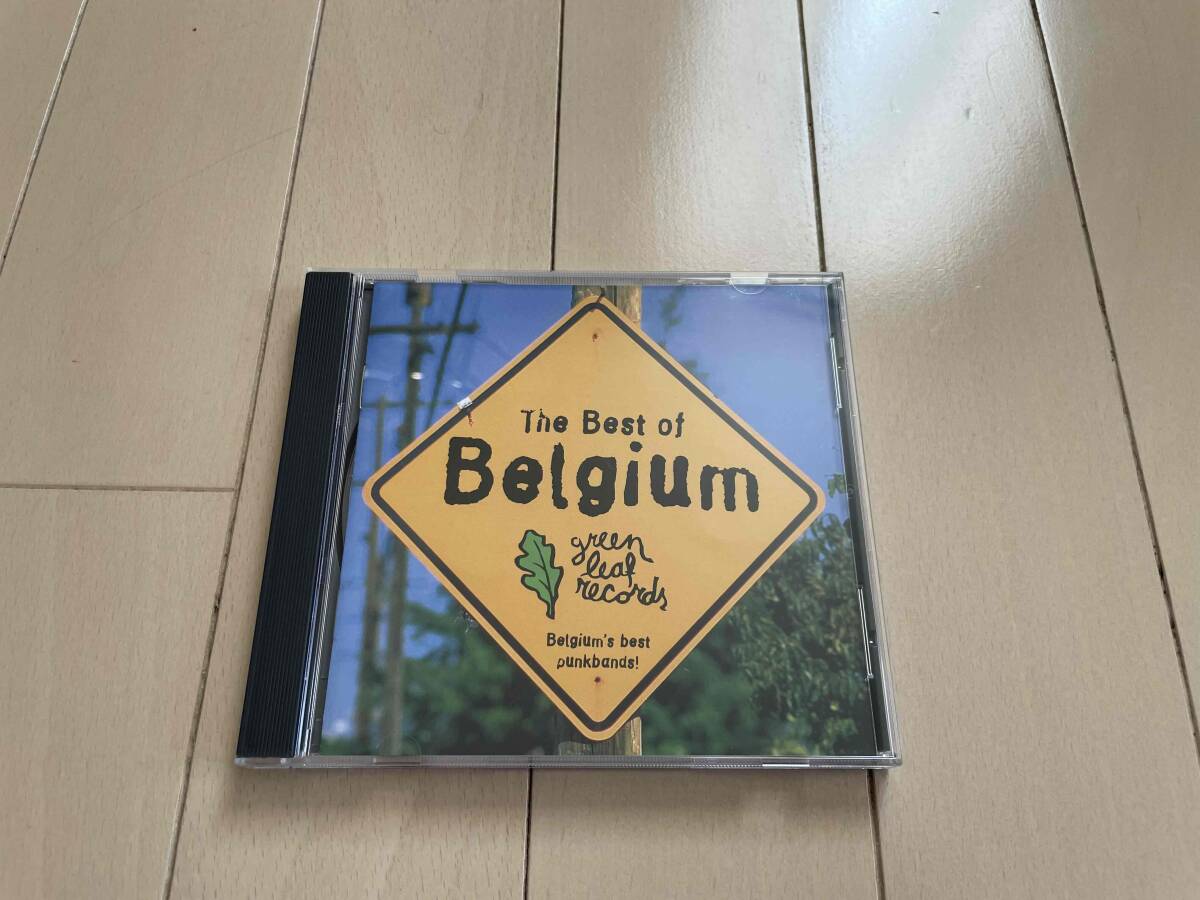 The Best of
Belgium
green
leaf
records
Belgium's best
punkbands!